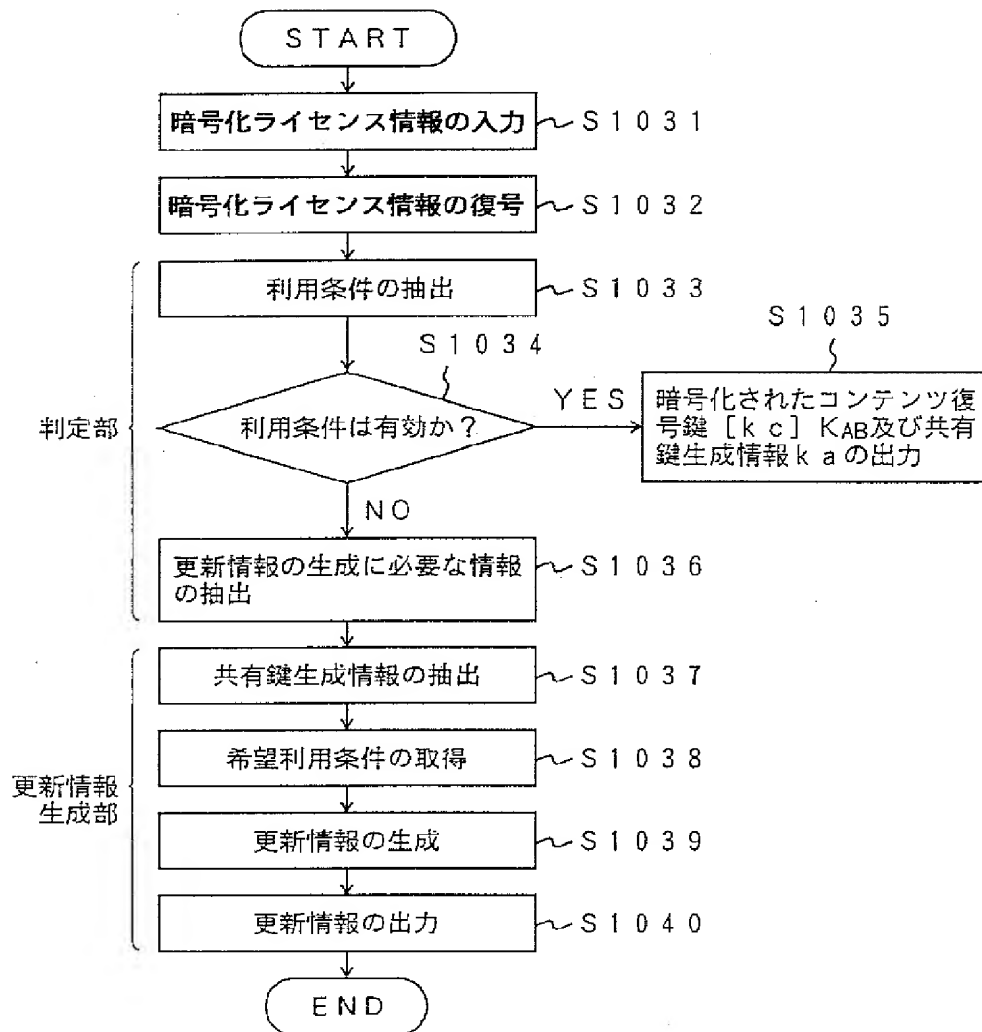 START
暗号化ライセンス情報の入力
S1031
暗号化ライセンス情報の復号
S1032
利用条件の抽出
S1033
S1034
利用条件は有効か？
YES
S1035
暗号化されたコンテンツ復
号鍵［kc］KAB及び共有
鍵生成情報kaの出力
判定部
NO
更新情報の生成に必要な情報
の抽出
S1036
共有鍵生成情報の抽出
S1037
希望利用条件の取得
S1038
更新情報
生成部
更新情報の生成
S1039
更新情報の出力
S1040
END